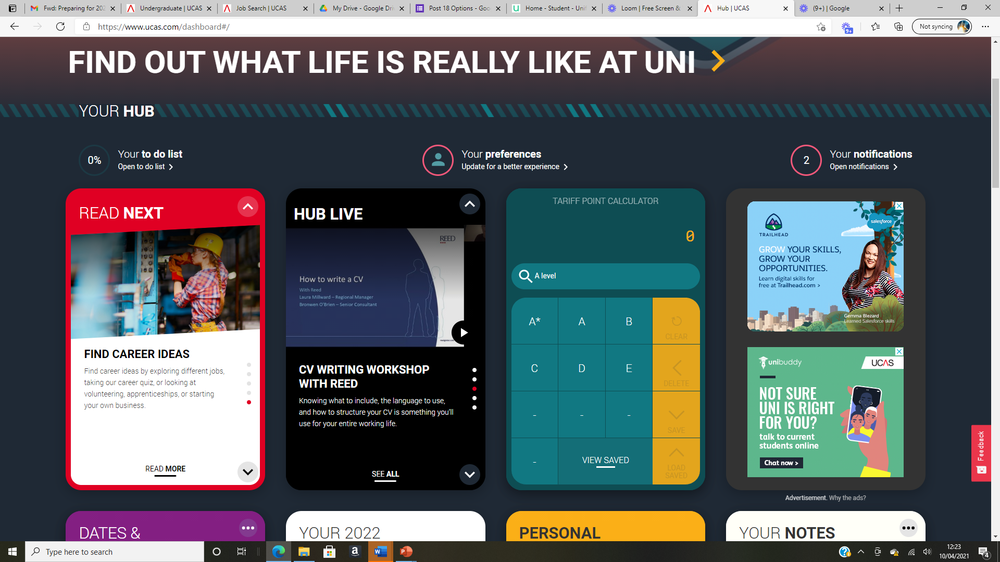 Fwd: Preparing for 202
Undergraduate | UCAS
Job Search | UCAS
My Drive - Google Dri
Post 18 Options - Goo
Home - Student - Unif
Loom | Free Screen &
Hub | UCAS
(9+) | Google
https://www.ucas.com/dashboard#/
9+
Not syncing
FIND OUT WHAT LIFE IS REALLY LIKE AT UNI
YOUR HUB
0%
Your to do list
Open to do list
Your preferences
Update for a better experience
2
Your notifications
Open notifications
READ NEXT
FIND CAREER IDEAS
Find career ideas by exploring different jobs,
taking our career quiz, or looking at
volunteering, apprenticeships, or starting
your own business.
READ MORE
HUB LIVE
REED
How to write a CV
With Reed
Laura Millward – Regional Manager
Bronwen O'Brien – Senior Consultant
CV WRITING WORKSHOP
WITH REED
Knowing what to include, the language to use,
and how to structure your CV is something you'll
use for your entire working life.
SEE ALL
TARIFF POINT CALCULATOR
0
A level
A* A B CLEAR
C D E DELETE
- - - SAVE
- VIEW SAVED LOAD
SAVED
salesforce
TRAILHEAD
GROW YOUR SKILLS,
GROW YOUR
OPPORTUNITIES.
Learn digital skills for
free at Trailhead.com >
Gemma Blezard
Learned Salesforce skills
unibuddy
UCAS
NOT SURE
UNI IS RIGHT
FOR YOU?
talk to current
students online
Chat now >
Advertisement. Why the ads?
Feedback
DATES &
YOUR 2022
PERSONAL
YOUR NOTES
Type here to search
12:23
10/04/2021
4